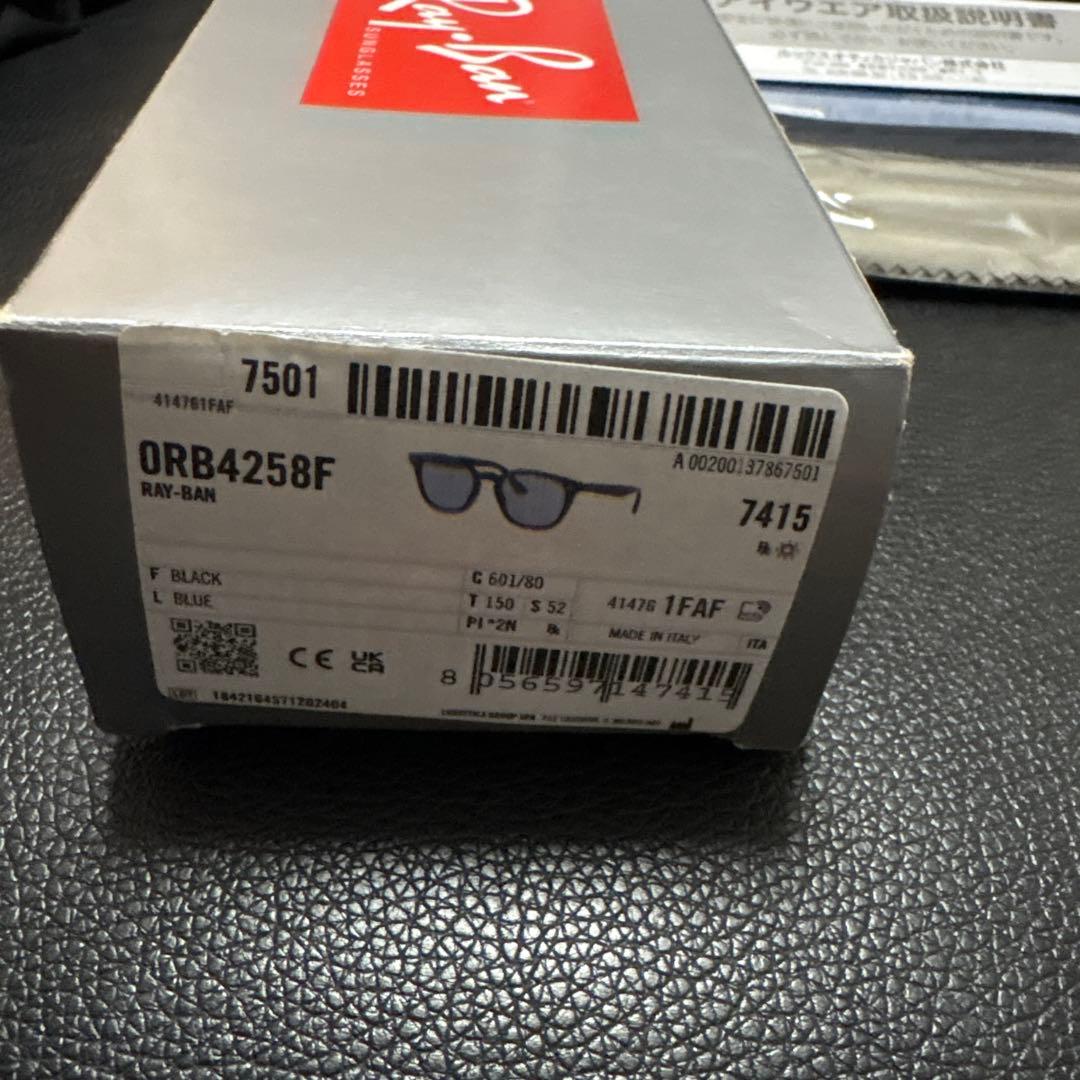 Ray-Ban
SUNGLASSES
アイウエア取扱説明書
7501
414761FAF
A 00200137867501
0RB4258F
RAY-BAN
7415
F BLACK
L BLUE
C 601/80
T 150 S 52
PI*2N
41476 1FAF
MADE IN ITALY
ITA
CE UK CA
8 056597 147415